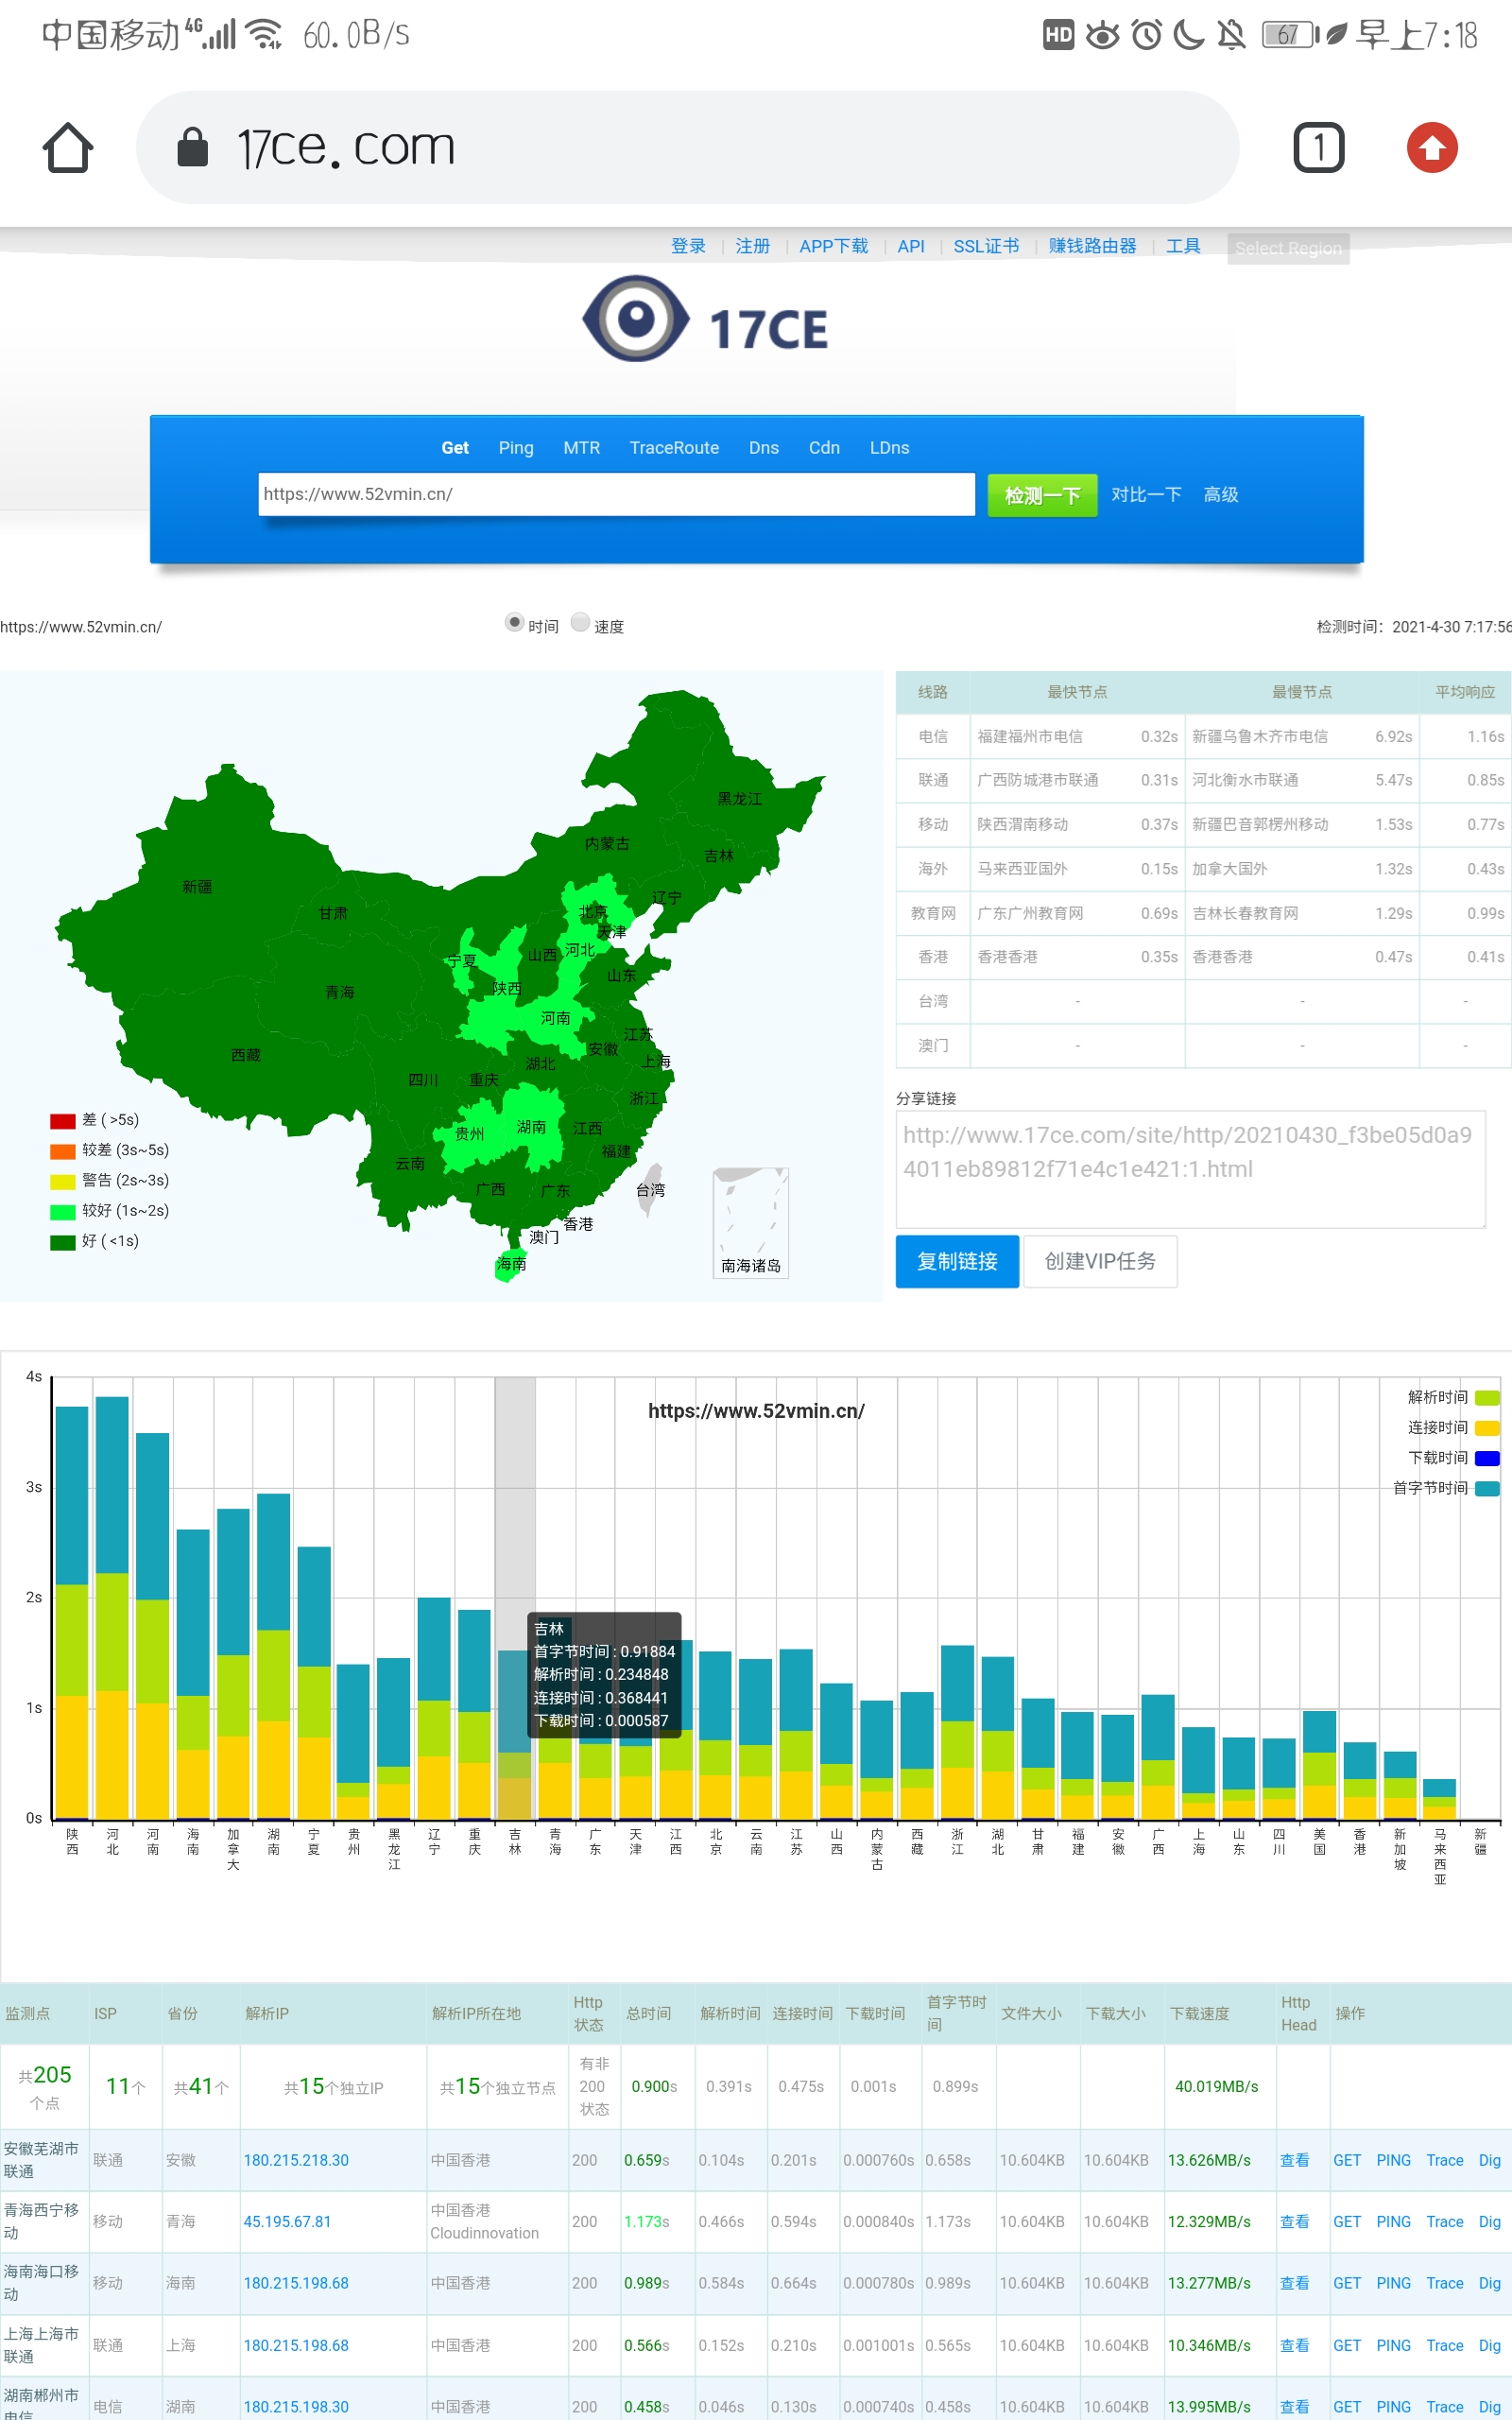 中国移动 4G 60.0B/s HD 67 早上7:18
17ce.com 1
登录 | 注册 | APP下载 | API | SSL证书 | 赚钱路由器 | 工具 Select Region
17CE
Get Ping MTR TraceRoute Dns Cdn LDns
https://www.52vmin.cn/ 检测一下 对比一下 高级
https://www.52vmin.cn/ 时间 速度 检测时间：2021-4-30 7:17:56
黑龙江
内蒙古
吉林
新疆
辽宁
甘肃
北京
天津
宁夏
山西
河北
山东
陕西
青海
河南
江苏
安徽
上海
西藏
湖北
四川
重庆
浙江
贵州
湖南
江西
福建
云南
广西
广东
台湾
香港
澳门
海南
南海诸岛
差 ( >5s)
较差 (3s~5s)
警告 (2s~3s)
较好 (1s~2s)
好 ( <1s)
线路 最快节点 最慢节点 平均响应
电信 福建福州市电信 0.32s 新疆乌鲁木齐市电信 6.92s 1.16s
联通 广西防城港市联通 0.31s 河北衡水市联通 5.47s 0.85s
移动 陕西渭南移动 0.37s 新疆巴音郭楞州移动 1.53s 0.77s
海外 马来西亚国外 0.15s 加拿大国外 1.32s 0.43s
教育网 广东广州教育网 0.69s 吉林长春教育网 1.29s 0.99s
香港 香港香港 0.35s 香港香港 0.47s 0.41s
台湾 - - -
澳门 - - -
分享链接
http://www.17ce.com/site/http/20210430_f3be05d0a9
4011eb89812f71e4c1e421:1.html
复制链接 创建VIP任务
https://www.52vmin.cn/
解析时间
连接时间
下载时间
首字节时间
4s
3s
2s
1s
0s
吉林
首字节时间 : 0.91884
解析时间 : 0.234848
连接时间 : 0.368441
下载时间 : 0.000587
陕西 河北 河南 海南 加拿大 湖南 宁夏 贵州 黑龙江 辽宁 重庆 吉林 青海 广东 天津 江西 北京 云南 江苏 山西 内蒙古 西藏 浙江 湖北 甘肃 福建 安徽 广西 上海 山东 四川 美国 香港 新加坡 马来西亚 新疆
监测点 ISP 省份 解析IP 解析IP所在地 Http状态 总时间 解析时间 连接时间 下载时间 首字节时间 文件大小 下载大小 下载速度 Http Head 操作
共205个点 11个 共41个 共15个独立IP 共15个独立节点 有非200状态 0.900s 0.391s 0.475s 0.001s 0.899s 40.019MB/s
安徽芜湖市联通 联通 安徽 180.215.218.30 中国香港 200 0.659s 0.104s 0.201s 0.000760s 0.658s 10.604KB 10.604KB 13.626MB/s 查看 GET PING Trace Dig
青海西宁移动 移动 青海 45.195.67.81 中国香港 Cloudinnovation 200 1.173s 0.466s 0.594s 0.000840s 1.173s 10.604KB 10.604KB 12.329MB/s 查看 GET PING Trace Dig
海南海口移动 移动 海南 180.215.198.68 中国香港 200 0.989s 0.584s 0.664s 0.000780s 0.989s 10.604KB 10.604KB 13.277MB/s 查看 GET PING Trace Dig
上海上海市联通 联通 上海 180.215.198.68 中国香港 200 0.566s 0.152s 0.210s 0.001001s 0.565s 10.604KB 10.604KB 10.346MB/s 查看 GET PING Trace Dig
湖南郴州市电信 电信 湖南 180.215.198.30 中国香港 200 0.458s 0.046s 0.130s 0.000740s 0.458s 10.604KB 10.604KB 13.995MB/s 查看 GET PING Trace Dig